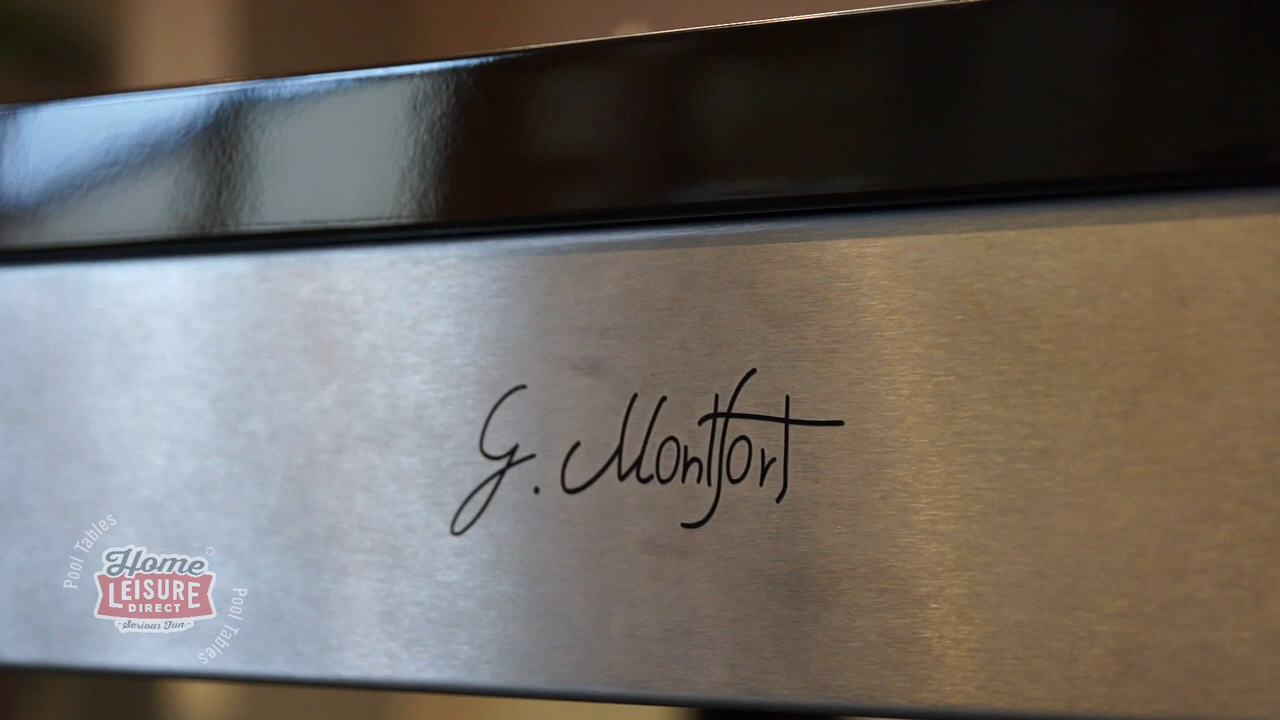 G. Montfort
Pool Tables
Home
LEISURE
DIRECT
- Serious Fun -
Pool Tables